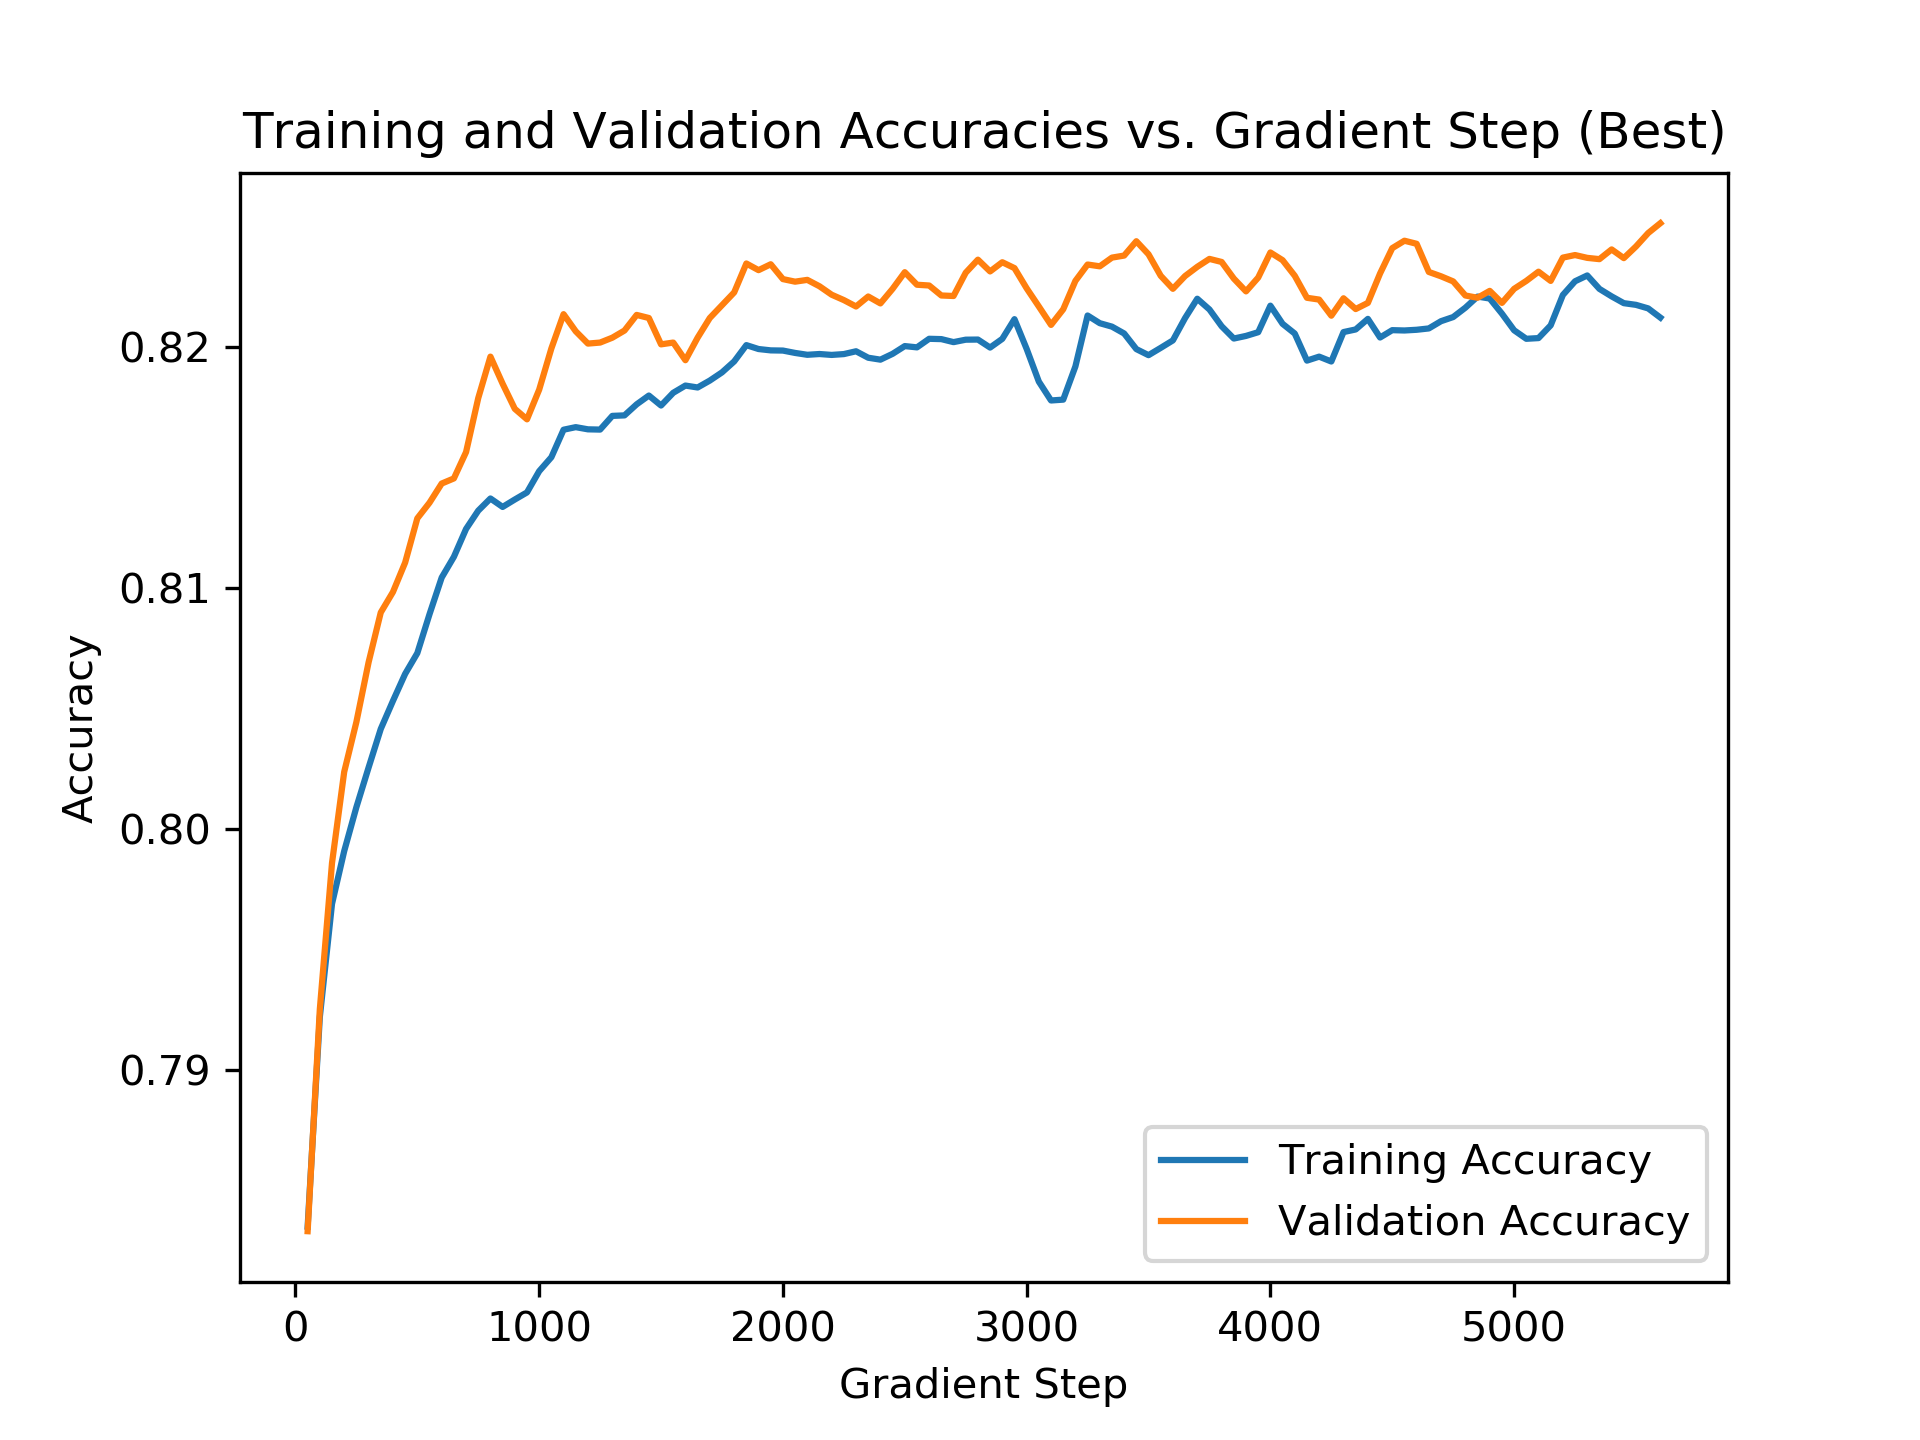 Training and Validation Accuracies vs. Gradient Step (Best)
Accuracy
0.82
0.81
0.80
0.79
Training Accuracy
Validation Accuracy
0 1000 2000 3000 4000 5000
Gradient Step